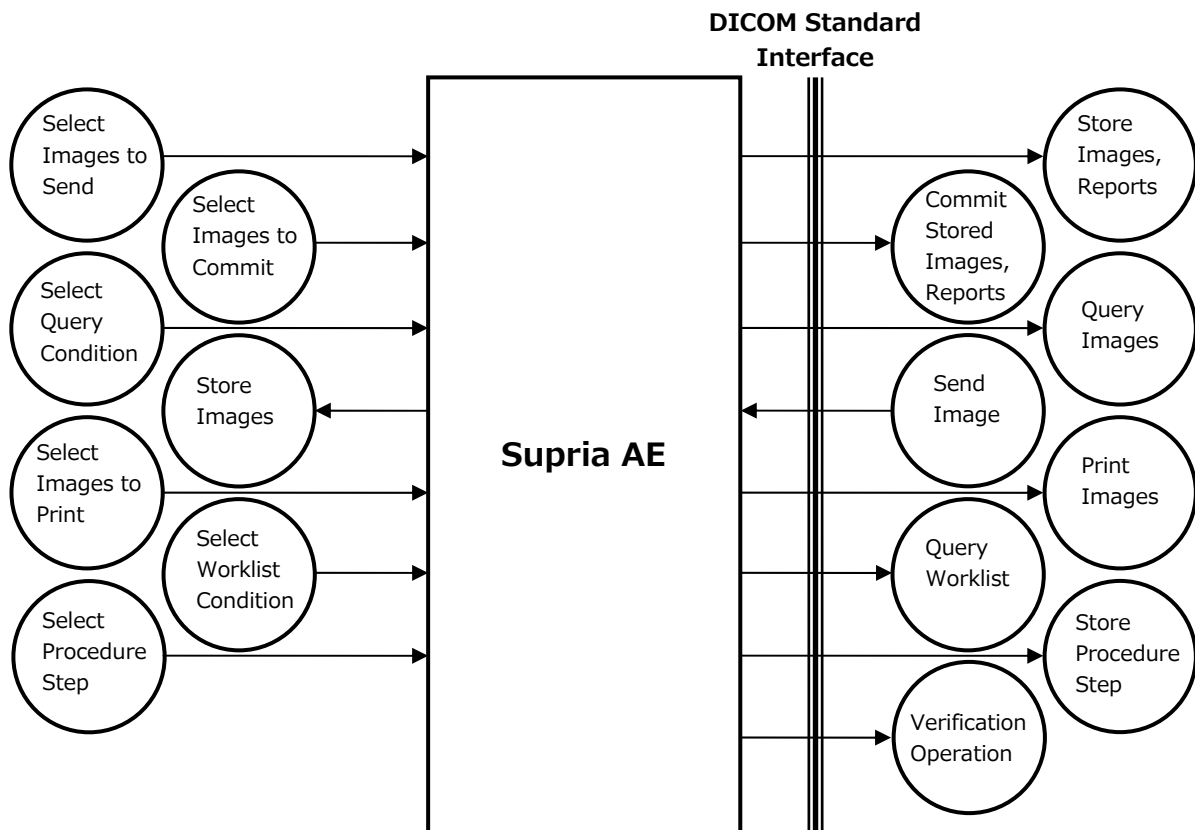 DICOM Standard
Interface
Select
Images to
Send
Select
Images to
Commit
Select
Query
Condition
Store
Images
Select
Images to
Print
Select
Worklist
Condition
Select
Procedure
Step
Supria AE
Store
Images,
Reports
Commit
Stored
Images,
Reports
Query
Images
Send
Image
Print
Images
Query
Worklist
Store
Procedure
Step
Verification
Operation